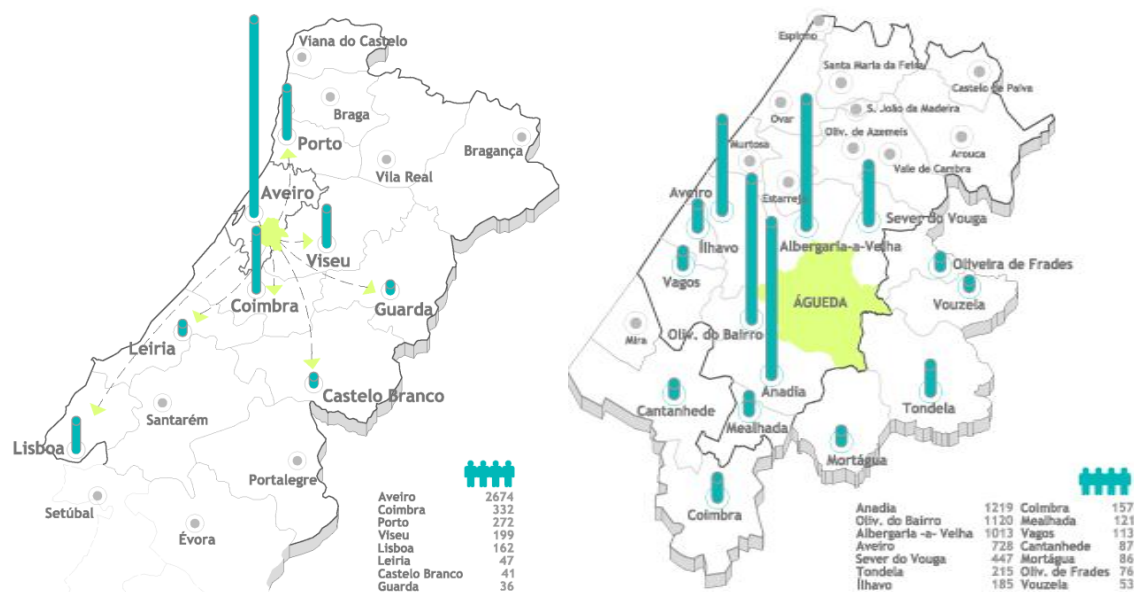 Viana do Castelo
Braga
Bragança
Porto
Vila Real
Aveiro
Viseu
Coimbra
Guarda
Leiria
Castelo Branco
Santarém
Lisboa
Portalegre
Setúbal
Évora
Aveiro 2674
Coimbra 332
Porto 272
Viseu 199
Lisboa 162
Leiria 47
Castelo Branco 41
Guarda 36
Espinho
Santa Maria da Feira
Castelo de Paiva
Ovar
S. João da Madeira
Oliv. de Azemeis
Murtosa
Arouca
Vale de Cambra
Aveiro
Estarreja
Sever do Vouga
Ílhavo
Albergaria-a-Velha
Vagos
Oliveira de Frades
ÁGUEDA
Vouzela
Mira
Oliv. do Bairro
Anadia
Cantanhede
Tondela
Mealhada
Mortágua
Coimbra
Anadia 1219 Coimbra 157
Oliv. do Bairro 1120 Mealhada 121
Albergaria -a- Velha 1013 Vagos 113
Aveiro 728 Cantanhede 87
Sever do Vouga 447 Mortágua 86
Tondela 215 Oliv. de Frades 76
Ílhavo 185 Vouzela 53